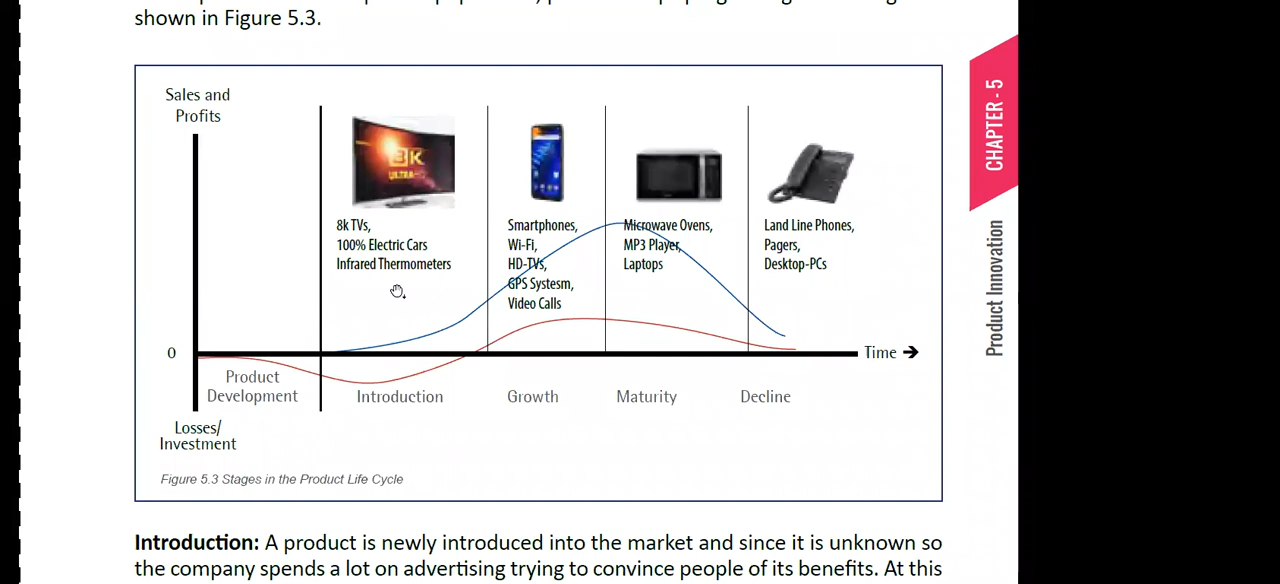 shown in Figure 5.3.
Sales and
Profits
8K
ULTRA HD
8k TVs,
100% Electric Cars
Infrared Thermometers
Smartphones,
Wi-Fi,
HD-TVs,
GPS Systesm,
Video Calls
Microwave Ovens,
MP3 Player,
Laptops
Land Line Phones,
Pagers,
Desktop-PCs
0
Time
Product
Development
Introduction
Growth
Maturity
Decline
Losses/
Investment
Figure 5.3 Stages in the Product Life Cycle
CHAPTER - 5
Product Innovation
Introduction: A product is newly introduced into the market and since it is unknown so
the company spends a lot on advertising trying to convince people of its benefits. At this